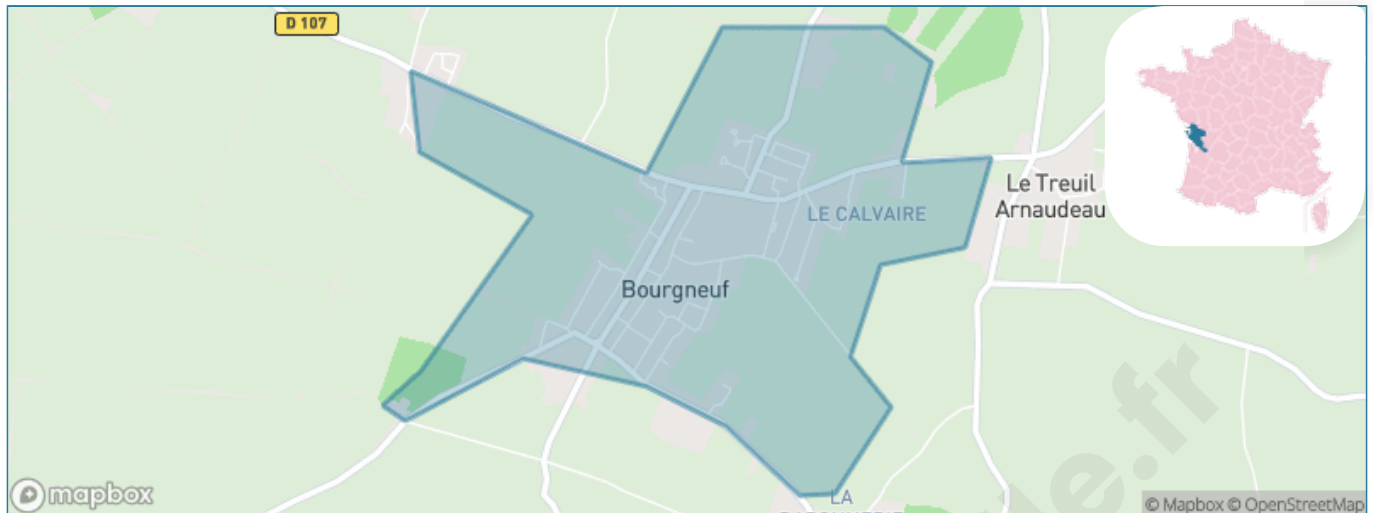 D 107
Le Treuil
Arnaudeau
LE CALVAIRE
Bourgneuf
LA
mapbox
© Mapbox © OpenStreetMap